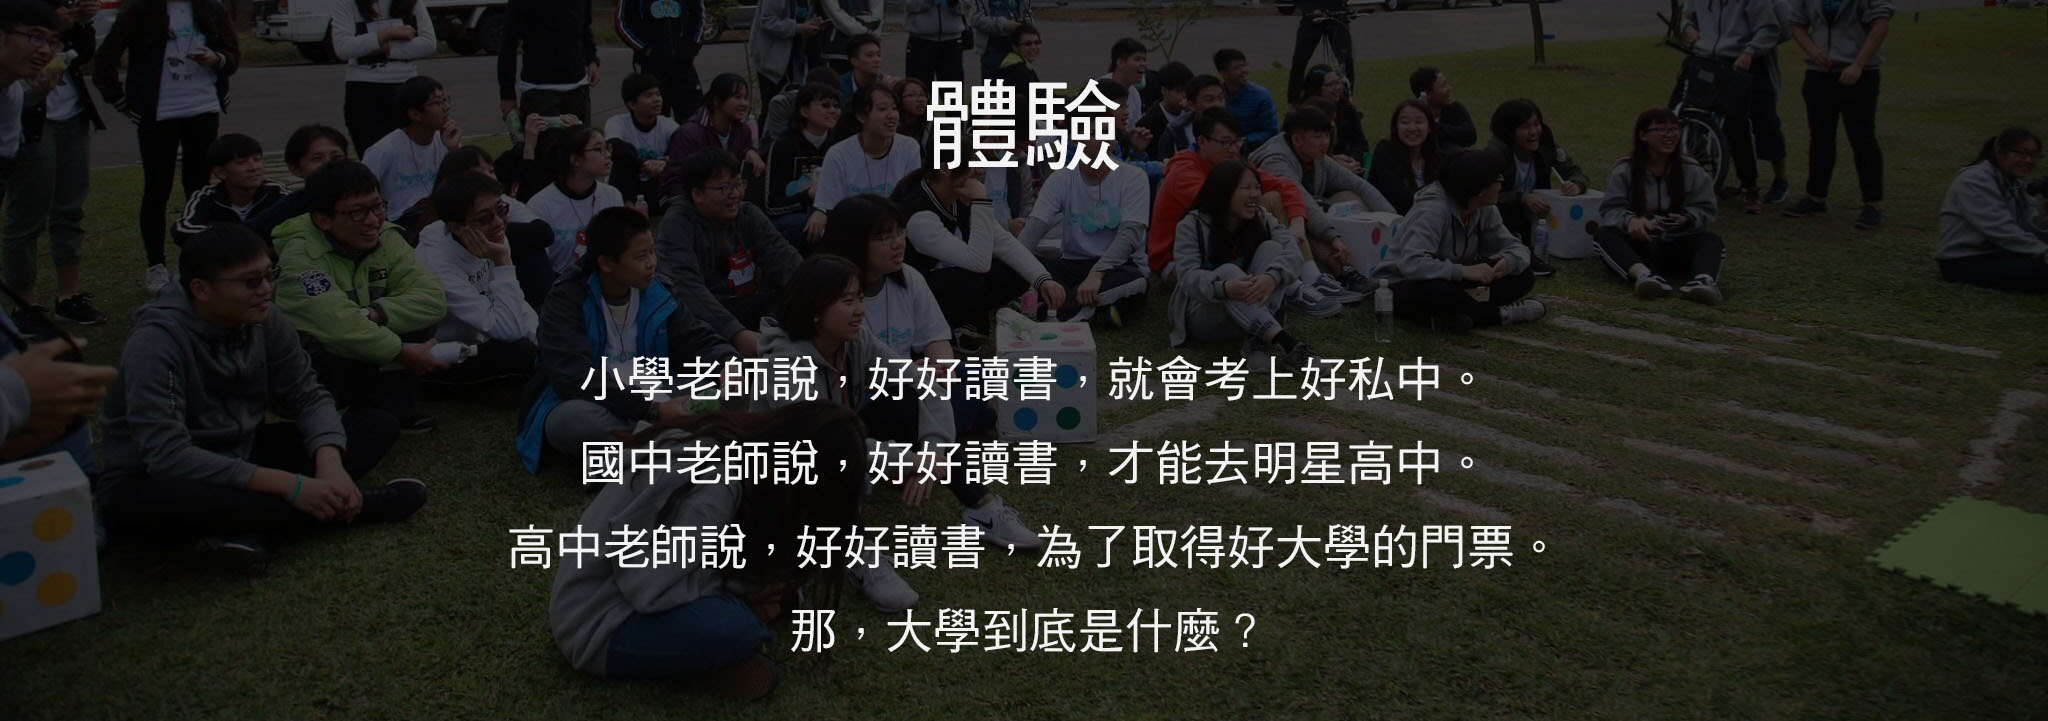 體驗
小學老師說，好好讀書，就會考上好私中。
國中老師說，好好讀書，才能去明星高中。
高中老師說，好好讀書，為了取得好大學的門票。
那，大學到底是什麼？